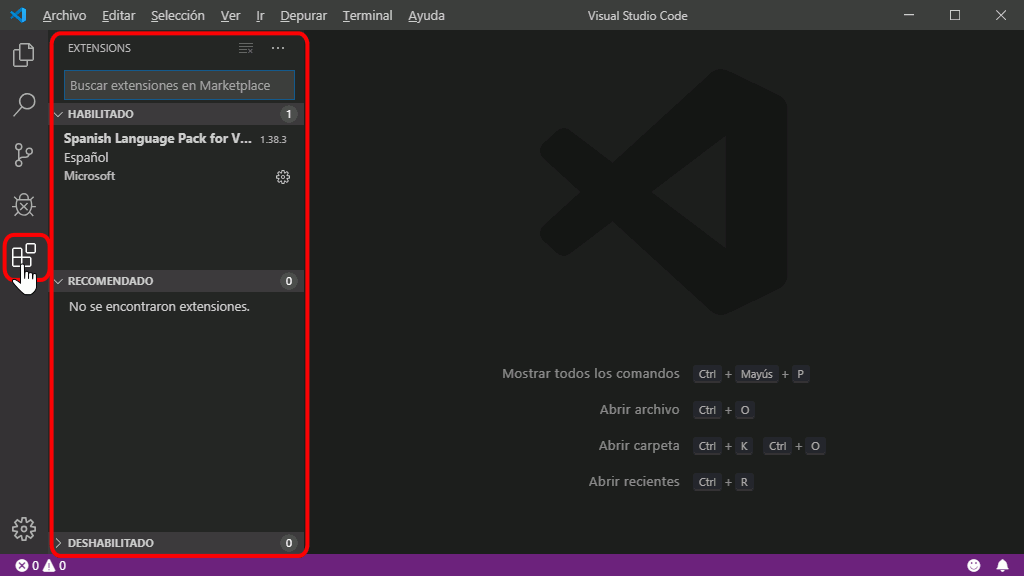 Archivo Editar Selección Ver Ir Depurar Terminal Ayuda Visual Studio Code
EXTENSIONS
Buscar extensiones en Marketplace
HABILITADO 1
Spanish Language Pack for V... 1.38.3
Español
Microsoft
RECOMENDADO 0
No se encontraron extensiones.
DESHABILITADO 0
Mostrar todos los comandos Ctrl + Mayús + P
Abrir archivo Ctrl + O
Abrir carpeta Ctrl + K Ctrl + O
Abrir recientes Ctrl + R
0 0